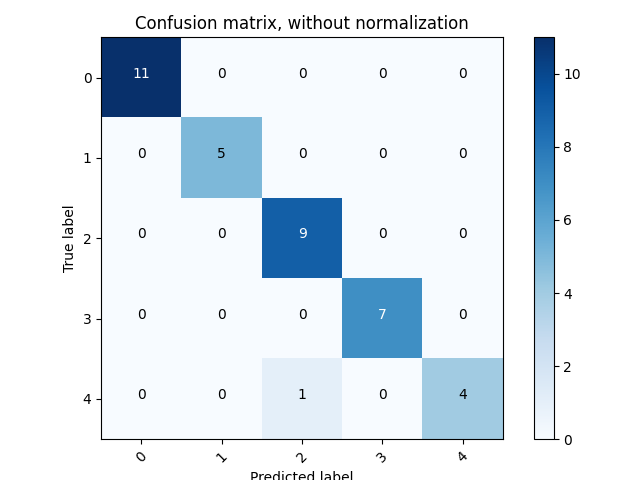 Confusion matrix, without normalization
0 11 0 0 0 0
1 0 5 0 0 0
2 0 0 9 0 0
3 0 0 0 7 0
4 0 0 1 0 4
0 1 2 3 4
True label
Predicted label
10
8
6
4
2
0